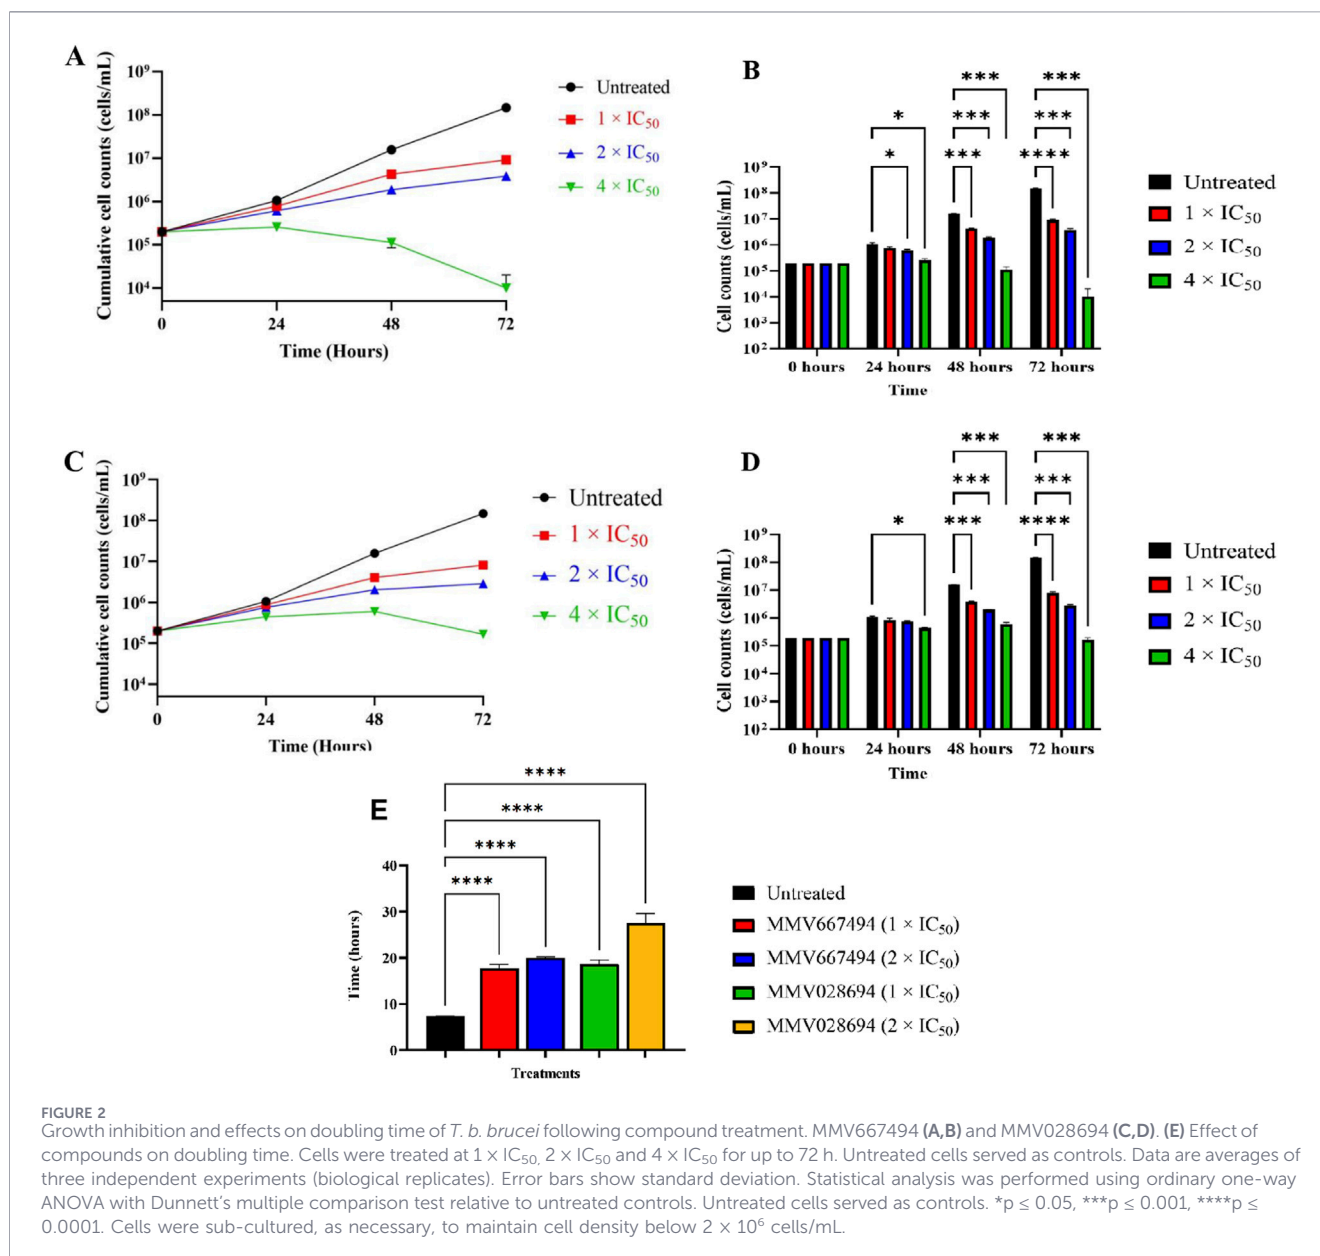 A
Cumulative cell counts (cells/mL)
10⁹
10⁸
10⁷
10⁶
10⁵
10⁴
0
24
48
72
Time (Hours)
Untreated
1 × IC₅₀
2 × IC₅₀
4 × IC₅₀
B
Cell counts (cells/mL)
10⁹
10⁸
10⁷
10⁶
10⁵
10⁴
10³
10²
*
*
***
***
***
***
***
****
0 hours
24 hours
48 hours
72 hours
Time
Untreated
1 × IC₅₀
2 × IC₅₀
4 × IC₅₀
C
Cumulative cell counts (cells/mL)
10⁹
10⁸
10⁷
10⁶
10⁵
10⁴
0
24
48
72
Time (Hours)
Untreated
1 × IC₅₀
2 × IC₅₀
4 × IC₅₀
D
Cell counts (cells/mL)
10⁹
10⁸
10⁷
10⁶
10⁵
10⁴
10³
10²
*
***
***
***
***
***
****
0 hours
24 hours
48 hours
72 hours
Time
Untreated
1 × IC₅₀
2 × IC₅₀
4 × IC₅₀
E
Time (hours)
40
30
20
10
0
****
****
****
****
Treatments
Untreated
MMV667494 (1 × IC₅₀)
MMV667494 (2 × IC₅₀)
MMV028694 (1 × IC₅₀)
MMV028694 (2 × IC₅₀)
FIGURE 2
Growth inhibition and effects on doubling time of T. b. brucei following compound treatment. MMV667494 (A,B) and MMV028694 (C,D). (E) Effect of
compounds on doubling time. Cells were treated at 1 × IC₅₀, 2 × IC₅₀ and 4 × IC₅₀ for up to 72 h. Untreated cells served as controls. Data are averages of
three independent experiments (biological replicates). Error bars show standard deviation. Statistical analysis was performed using ordinary one-way
ANOVA with Dunnett's multiple comparison test relative to untreated controls. Untreated cells served as controls. *p ≤ 0.05, ***p ≤ 0.001, ****p ≤
0.0001. Cells were sub-cultured, as necessary, to maintain cell density below 2 × 10⁶ cells/mL.